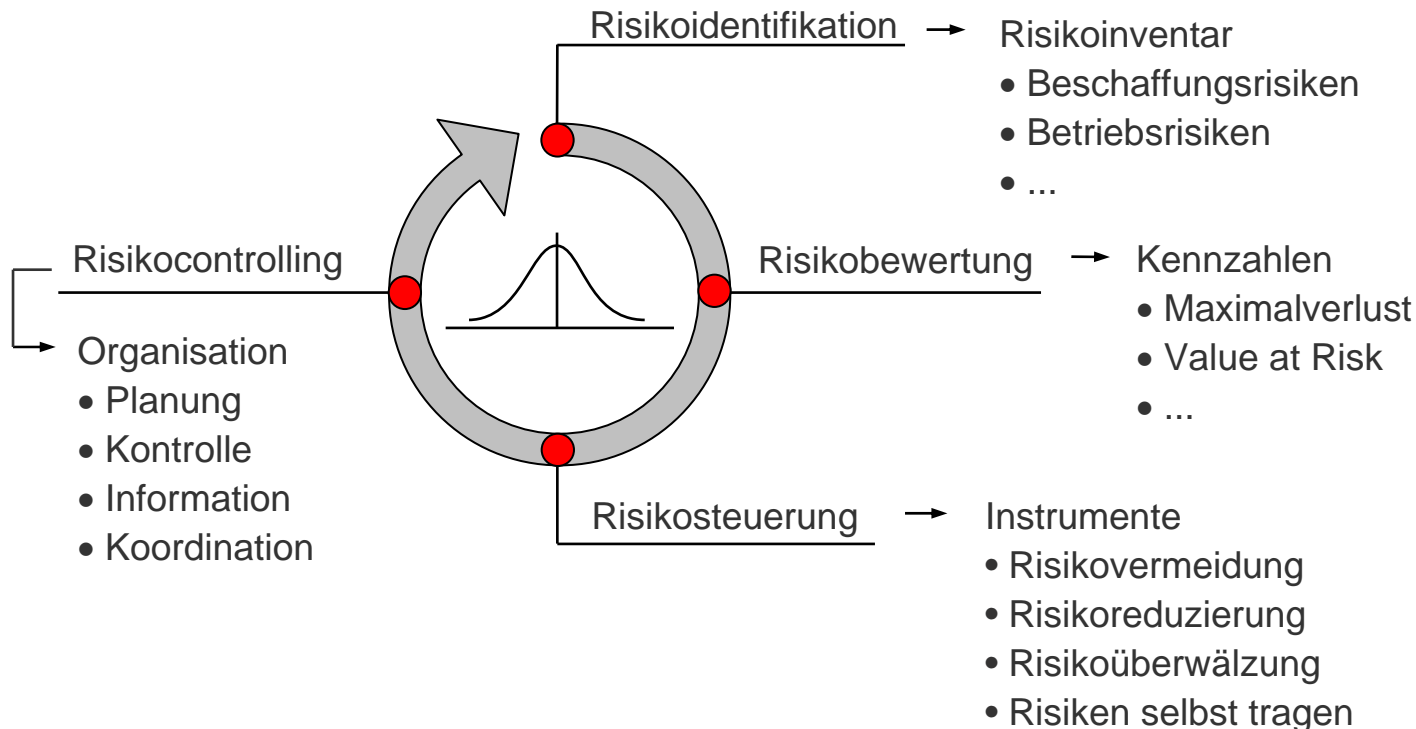 Risikoidentifikation
Risikoinventar
• Beschaffungsrisiken
• Betriebsrisiken
• ...
Risikobewertung
Kennzahlen
• Maximalverlust
• Value at Risk
• ...
Risikosteuerung
Instrumente
• Risikovermeidung
• Risikoreduzierung
• Risikoüberwälzung
• Risiken selbst tragen
Risikocontrolling
Organisation
• Planung
• Kontrolle
• Information
• Koordination